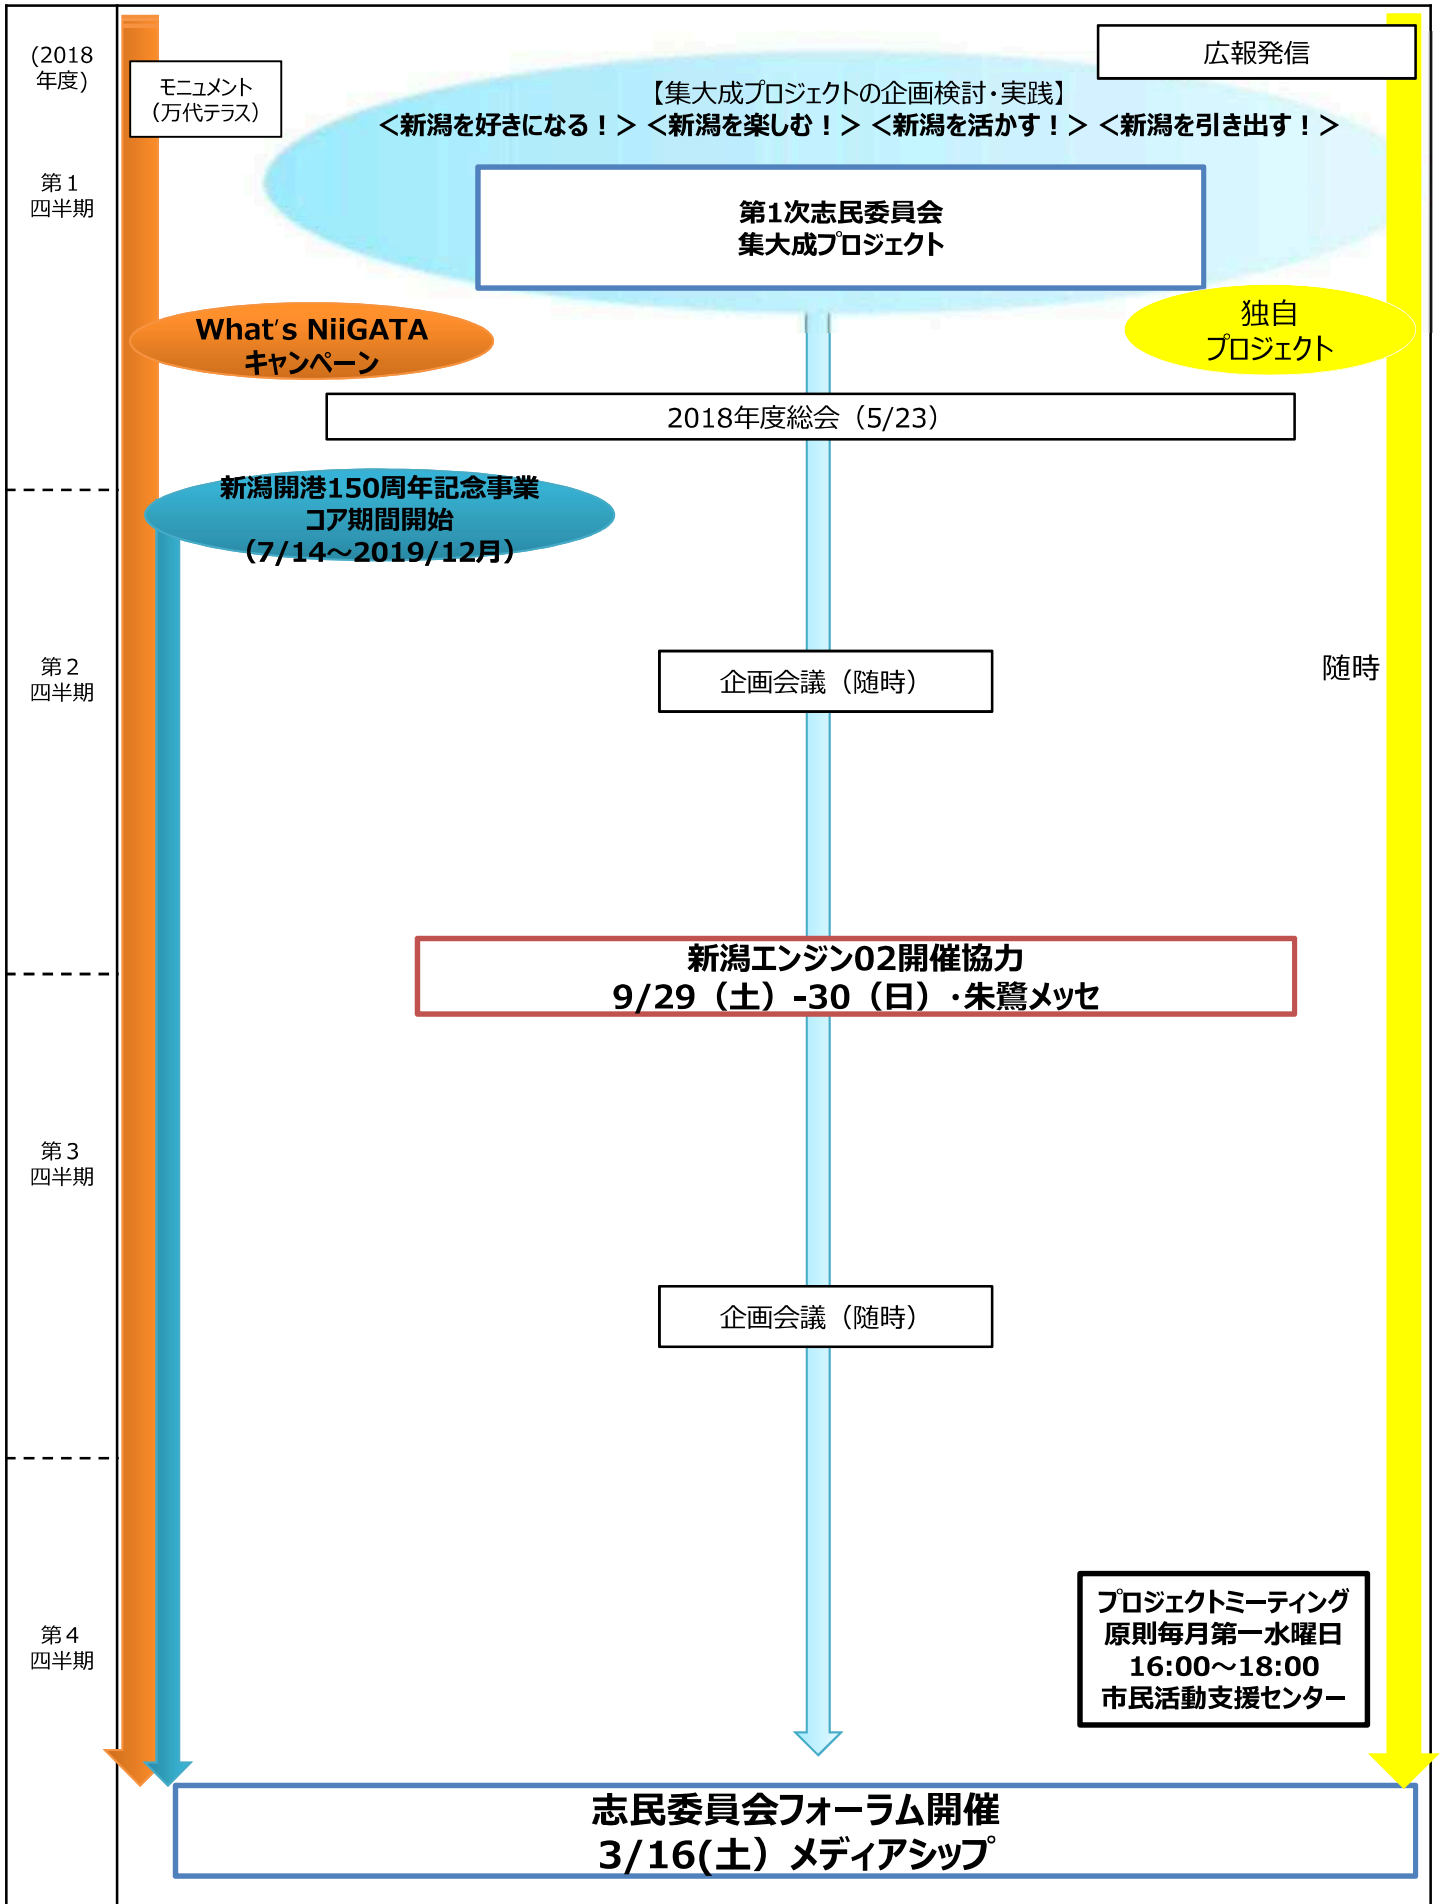 (2018
年度)
モニュメント
（万代テラス）
広報発信
【集大成プロジェクトの企画検討・実践】
＜新潟を好きになる！＞＜新潟を楽しむ！＞＜新潟を活かす！＞＜新潟を引き出す！＞
第１
四半期
第1次志民委員会
集大成プロジェクト
What's NiiGATA
キャンペーン
独自
プロジェクト
2018年度総会（5/23）
新潟開港150周年記念事業
コア期間開始
（7/14～2019/12月）
第２
四半期
企画会議（随時）
随時
新潟エンジン02開催協力
9/29（土）-30（日）・朱鷺メッセ
第３
四半期
企画会議（随時）
第４
四半期
プロジェクトミーティング
原則毎月第一水曜日
16:00～18:00
市民活動支援センター
志民委員会フォーラム開催
3/16(土）メディアシップ